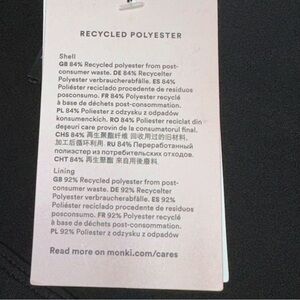 RECYCLED POLYESTER
Shell
GB 84% Recycled polyester from post-
consumer waste. DE 84% Recycelter
Polyester verbraucherabfälle. ES 84%
Poliéster reciclado procedente de residuos
posconsumo. FR 84% Polyester recyclé
à base de déchets post-consommation.
PL 84% Poliester z odzysku z odpadów
RO 84% Poliester reciclat din
deșeuri care provin de la consumatorul final.
CHS 84% 再生聚酯纤维 回收用过的旧材料,
加工后循环利用. RU 84% Переработанный
полиэстер из потребительских отходов.
CHT 84% 再生聚酯 來自用後廢料.
Lining
GB 92% Recycled polyester from post-
consumer waste. DE 92% Recycelter
Polyester verbraucherabfälle. ES 92%
Poliéster reciclado procedente de residuos
posconsumo. FR 92% Polyester recyclé
à base de déchets post-consommation.
PL 92% Poliester z odzysku z odpadów
Read more on monki.com/cares